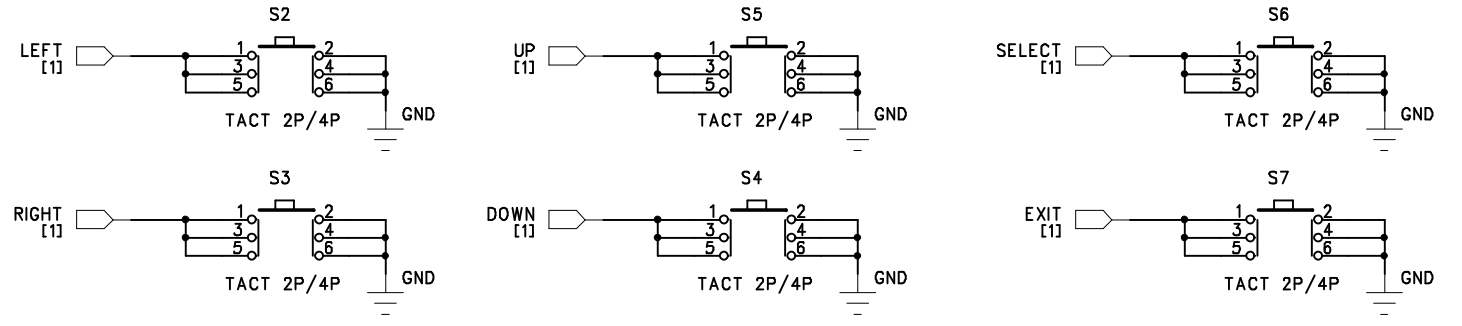 S2
LEFT
[1]
1 2
3 4
5 6
TACT 2P/4P
GND
S5
UP
[1]
1 2
3 4
5 6
TACT 2P/4P
GND
S6
SELECT
[1]
1 2
3 4
5 6
TACT 2P/4P
GND
S3
RIGHT
[1]
1 2
3 4
5 6
TACT 2P/4P
GND
S4
DOWN
[1]
1 2
3 4
5 6
TACT 2P/4P
GND
S7
EXIT
[1]
1 2
3 4
5 6
TACT 2P/4P
GND